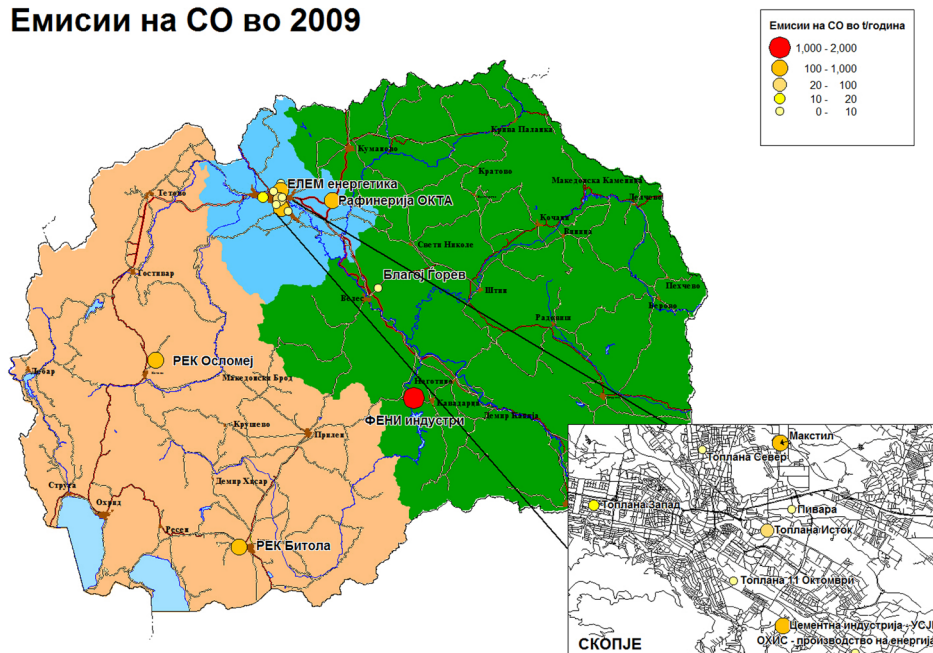 Емисии на СО во 2009
Емисии на СО во t/година
1,000 - 2,000
100 - 1,000
20 - 100
10 - 20
0 - 10
Крива Паланка
Куманово
Кратово
ЕЛЕМ енергетика
Македонска Каменица
Тетово
Рафинерија ОКТА
Делчево
Кочани
Виница
Свети Николе
Гостивар
Благој Ѓорев
Пехчево
Штип
Велес
Берово
Радовиш
РЕК Осломеј
Дебар
Македонски Брод
Неготино
Кавадарци
ФЕНИ индустри
Демир Капија
Крушево
Прилеп
Демир Хисар
Струга
Охрид
Ресен
РЕК Битола
Макстил
Топлана Север
Топлана Запад
Пивара
Топлана Исток
Топлана 11 Октомври
Цементна индустрија - УСЈЕ
ОХИС - производство на енергија
СКОПЈЕ